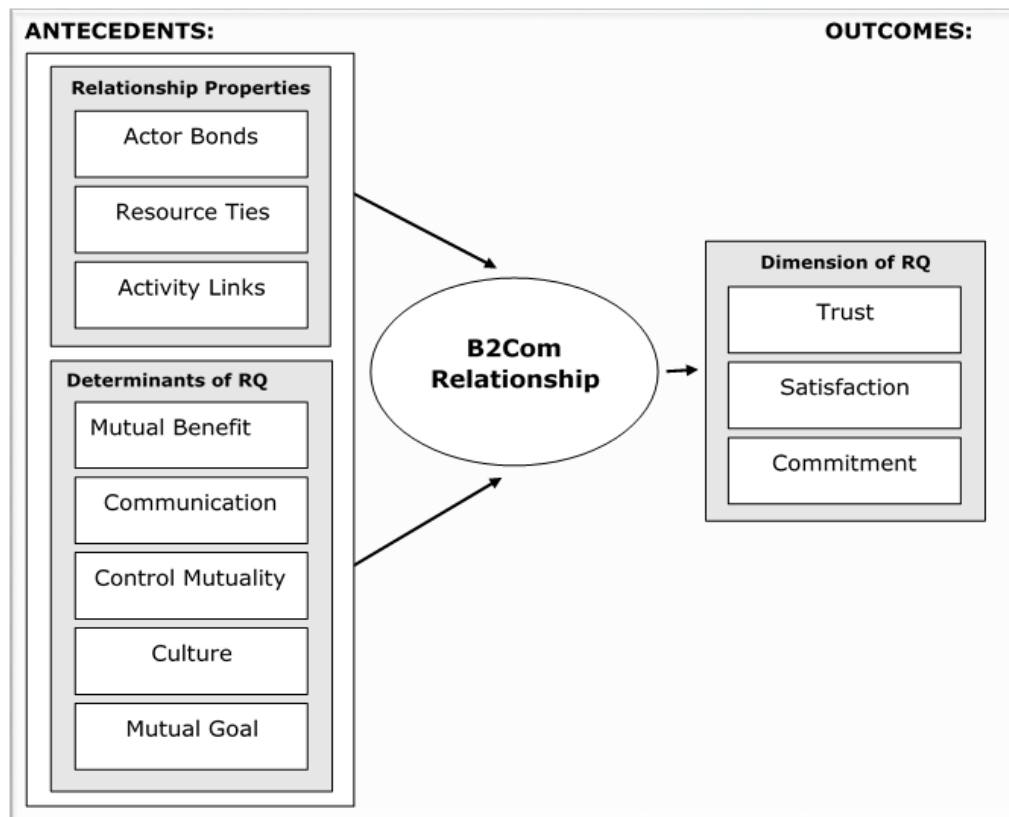 ANTECEDENTS:
OUTCOMES:
Relationship Properties
Actor Bonds
Resource Ties
Activity Links
Determinants of RQ
Mutual Benefit
Communication
Control Mutuality
Culture
Mutual Goal
B2Com
Relationship
Dimension of RQ
Trust
Satisfaction
Commitment